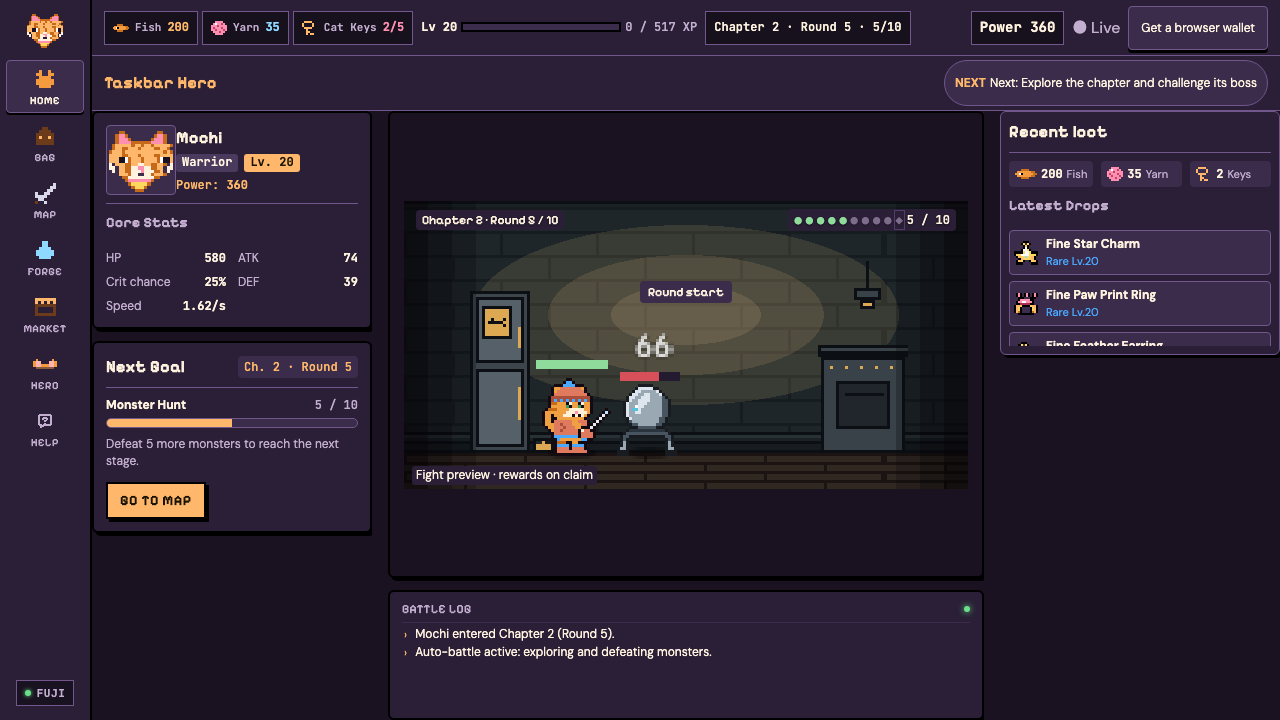 Fish 200
Yarn 35
Cat Keys 2/5
Lv 20
0 / 517 XP
Chapter 2 · Round 5 · 5/10
Power 360
Live
Get a browser wallet
Taskbar Hero
NEXT Next: Explore the chapter and challenge its boss
HOME
BAG
MAP
FORGE
MARKET
HERO
HELP
FUJI
Mochi
Warrior
Lv. 20
Power: 360
Core Stats
HP 580 ATK 74
Crit chance 25% DEF 39
Speed 1.62/s
Next Goal
Ch. 2 · Round 5
Monster Hunt 5 / 10
Defeat 5 more monsters to reach the next
stage.
GO TO MAP
Chapter 2 · Round 5 / 10
5 / 10
Round start
66
Fight preview · rewards on claim
BATTLE LOG
› Mochi entered Chapter 2 (Round 5).
› Auto-battle active: exploring and defeating monsters.
Recent loot
200 Fish
35 Yarn
2 Keys
Latest Drops
Fine Star Charm
Rare Lv.20
Fine Paw Print Ring
Rare Lv.20
Fine Feather Earring